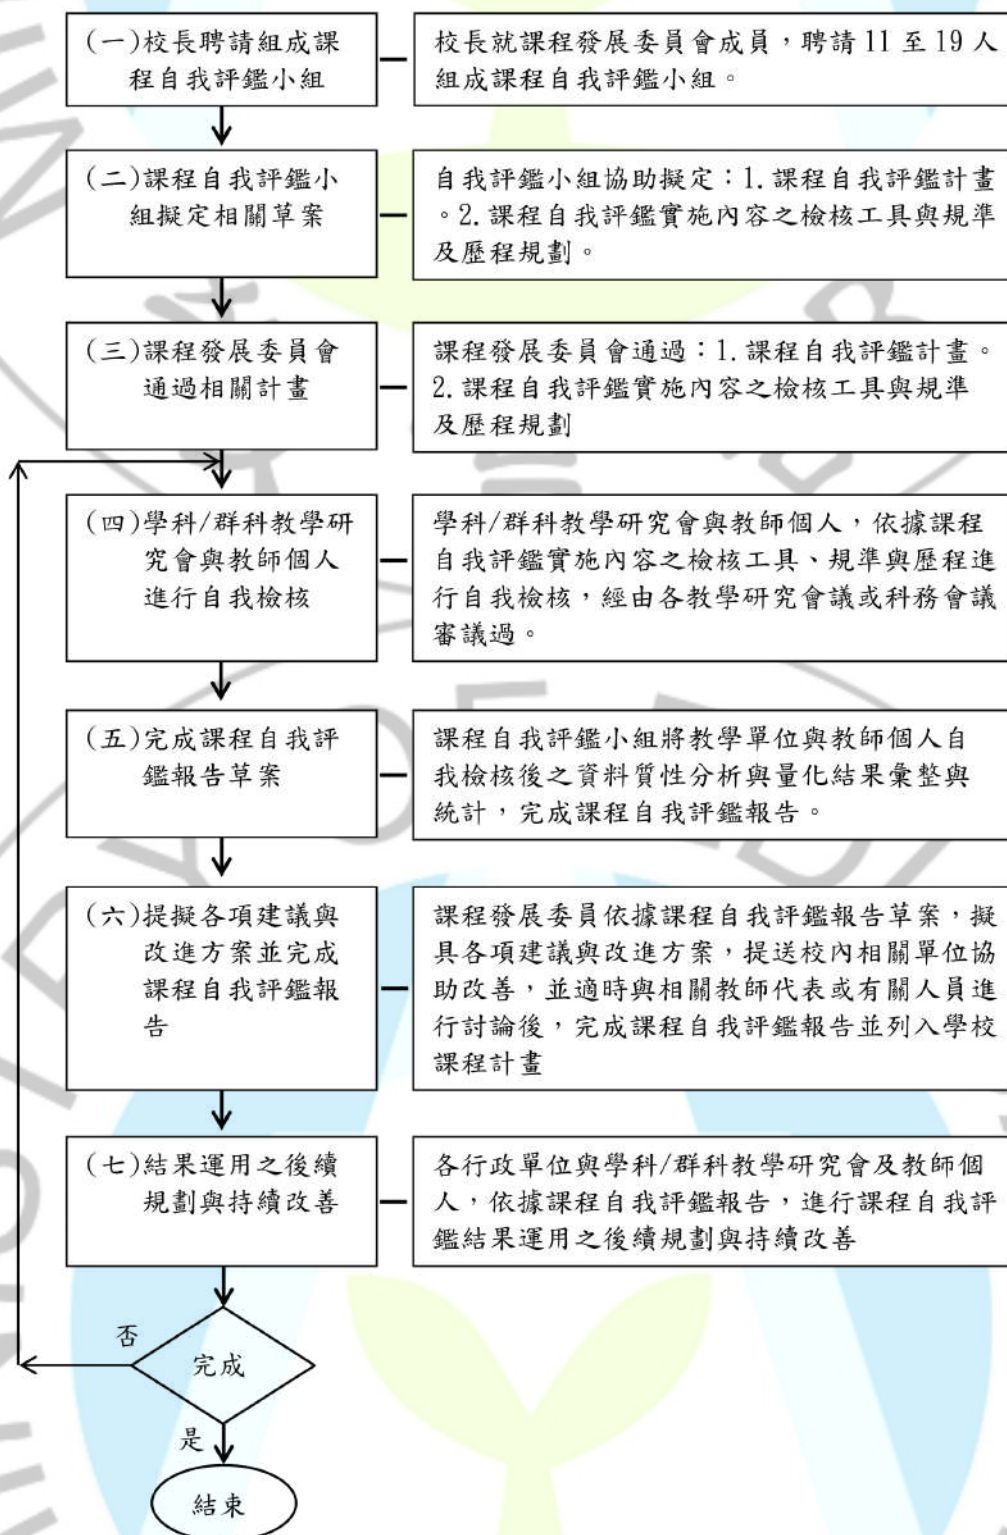 (一)校長聘請組成課
程自我評鑑小組
校長就課程發展委員會成員，聘請 11 至 19 人
組成課程自我評鑑小組。
(二)課程自我評鑑小
組擬定相關草案
自我評鑑小組協助擬定：1.課程自我評鑑計畫
。2.課程自我評鑑實施內容之檢核工具與規準
及歷程規劃。
(三)課程發展委員會
通過相關計畫
課程發展委員會通過：1.課程自我評鑑計畫。
2.課程自我評鑑實施內容之檢核工具與規準
及歷程規劃
(四)學科/群科教學研
究會與教師個人
進行自我檢核
學科/群科教學研究會與教師個人，依據課程
自我評鑑實施內容之檢核工具、規準與歷程進
行自我檢核，經由各教學研究會議或科務會議
審議過。
(五)完成課程自我評
鑑報告草案
課程自我評鑑小組將教學單位與教師個人自
我檢核後之資料質性分析與量化結果彙整與
統計，完成課程自我評鑑報告。
(六)提擬各項建議與
改進方案並完成
課程自我評鑑報
告
課程發展委員依據課程自我評鑑報告草案，擬
具各項建議與改進方案，提送校內相關單位協
助改善，並適時與相關教師代表或有關人員進
行討論後，完成課程自我評鑑報告並列入學校
課程計畫
(七)結果運用之後續
規劃與持續改善
各行政單位與學科/群科教學研究會及教師個
人，依據課程自我評鑑報告，進行課程自我評
鑑結果運用之後續規劃與持續改善
否
完成
是
結束